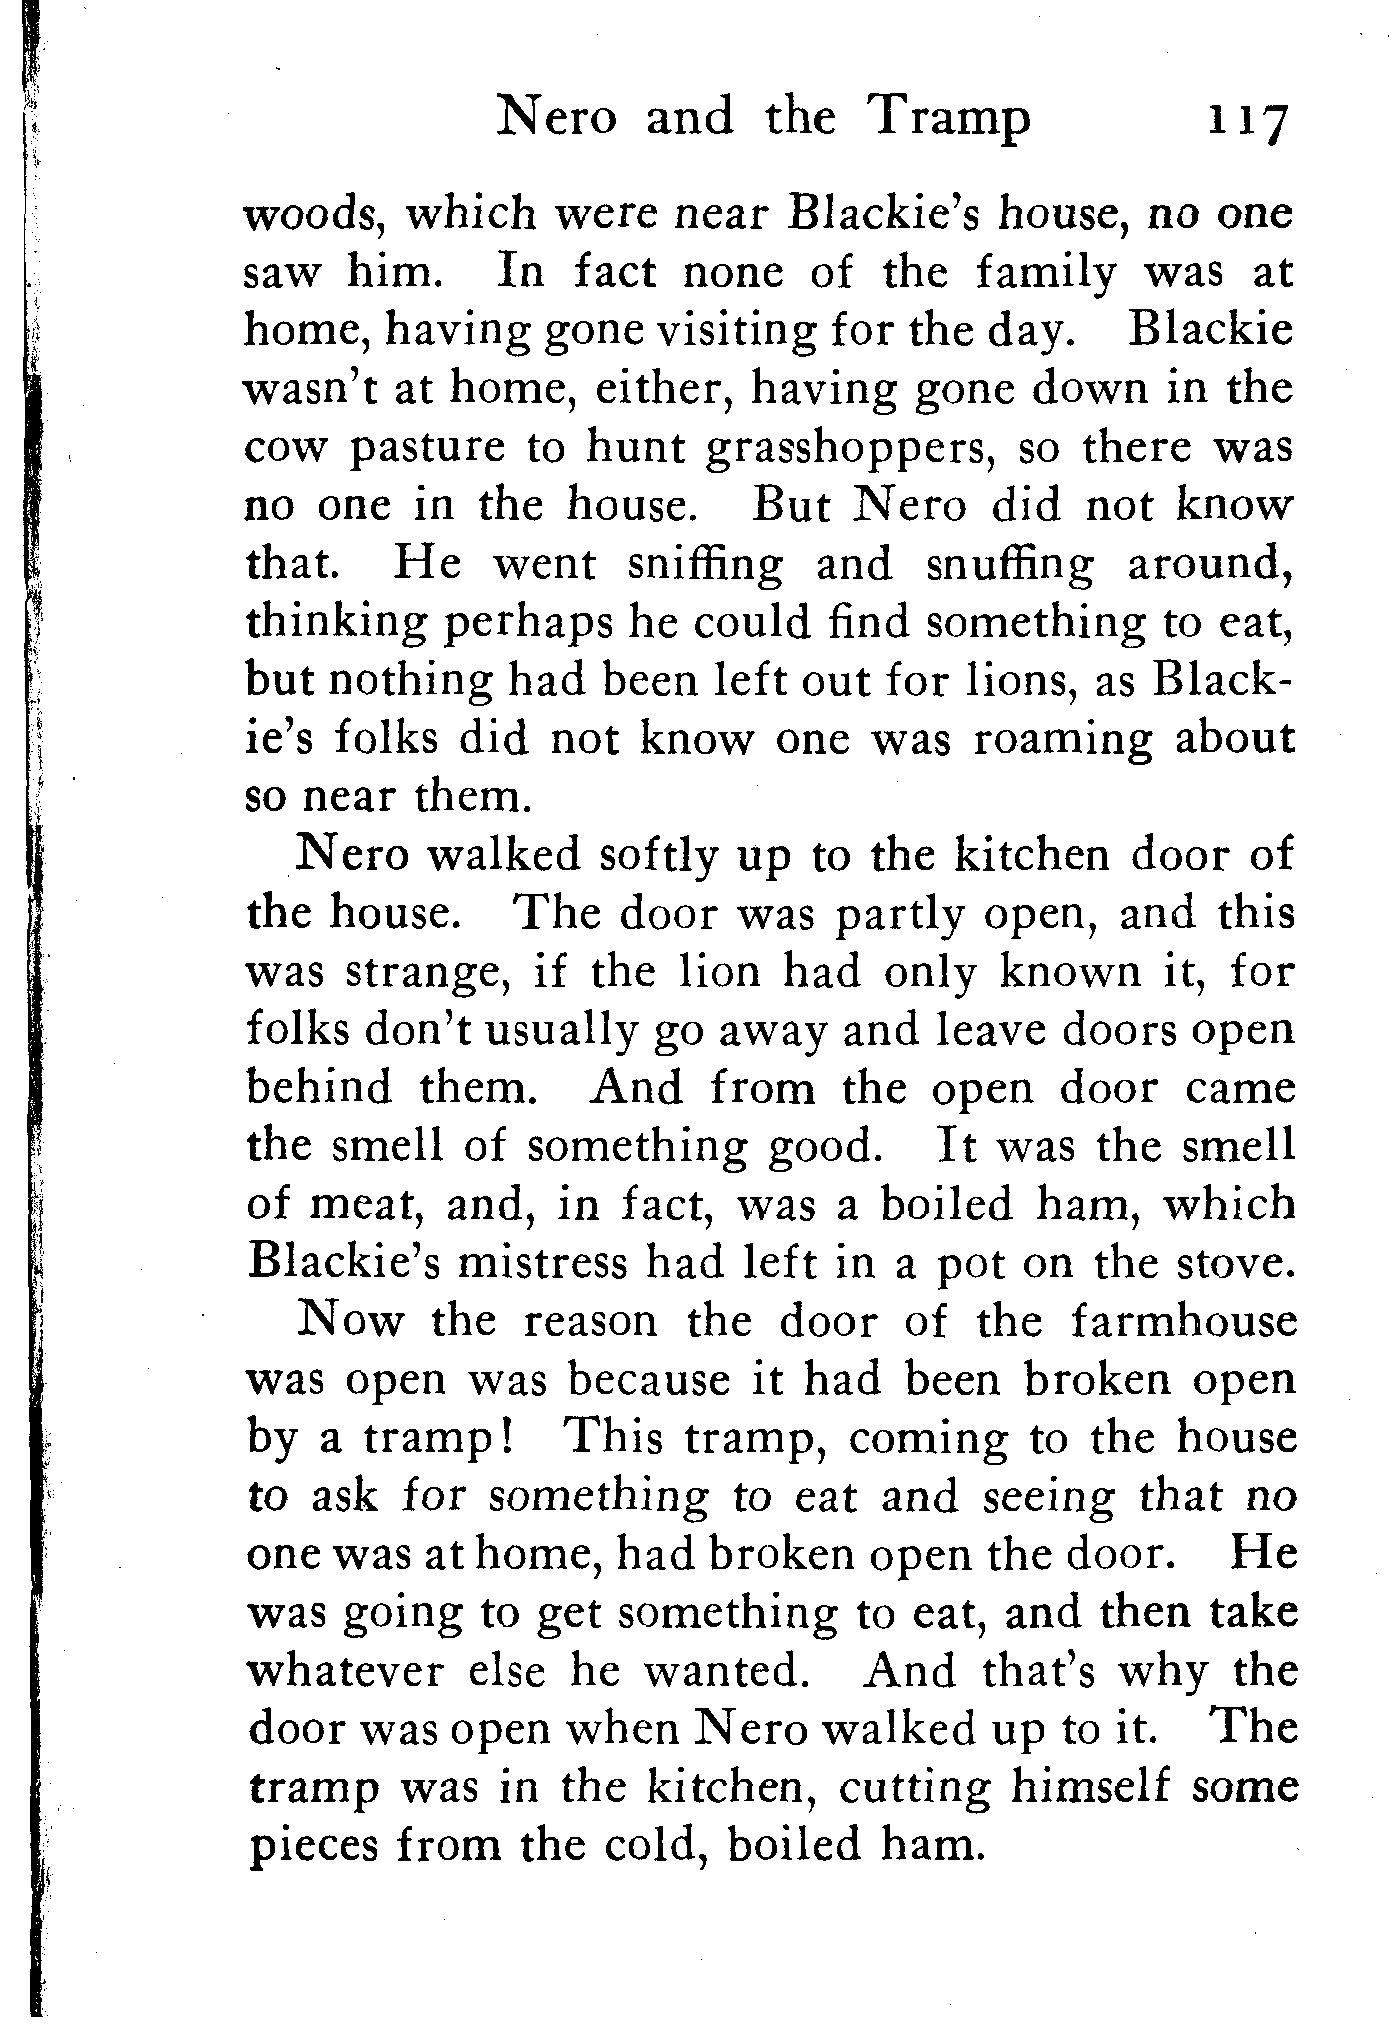 Nero and the Tramp 117
woods, which were near Blackie's house, no one
saw him. In fact none of the family was at
home, having gone visiting for the day. Blackie
wasn't at home, either, having gone down in the
cow pasture to hunt grasshoppers, so there was
no one in the house. But Nero did not know
that. He went sniffing and snuffing around,
thinking perhaps he could find something to eat,
but nothing had been left out for lions, as Black-
ie's folks did not know one was roaming about
so near them.
Nero walked softly up to the kitchen door of
the house. The door was partly open, and this
was strange, if the lion had only known it, for
folks don't usually go away and leave doors open
behind them. And from the open door came
the smell of something good. It was the smell
of meat, and, in fact, was a boiled ham, which
Blackie's mistress had left in a pot on the stove.
Now the reason the door of the farmhouse
was open was because it had been broken open
by a tramp! This tramp, coming to the house
to ask for something to eat and seeing that no
one was at home, had broken open the door. He
was going to get something to eat, and then take
whatever else he wanted. And that's why the
door was open when Nero walked up to it. The
tramp was in the kitchen, cutting himself some
pieces from the cold, boiled ham.